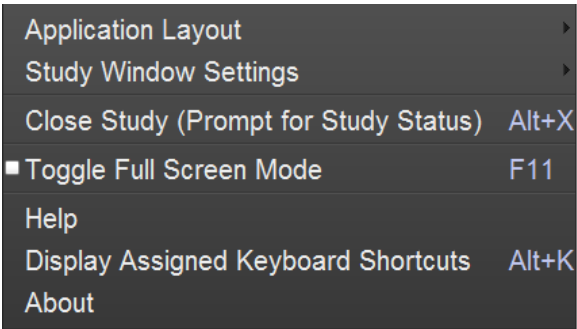 Application Layout
Study Window Settings
Close Study (Prompt for Study Status) Alt+X
Toggle Full Screen Mode F11
Help
Display Assigned Keyboard Shortcuts Alt+K
About